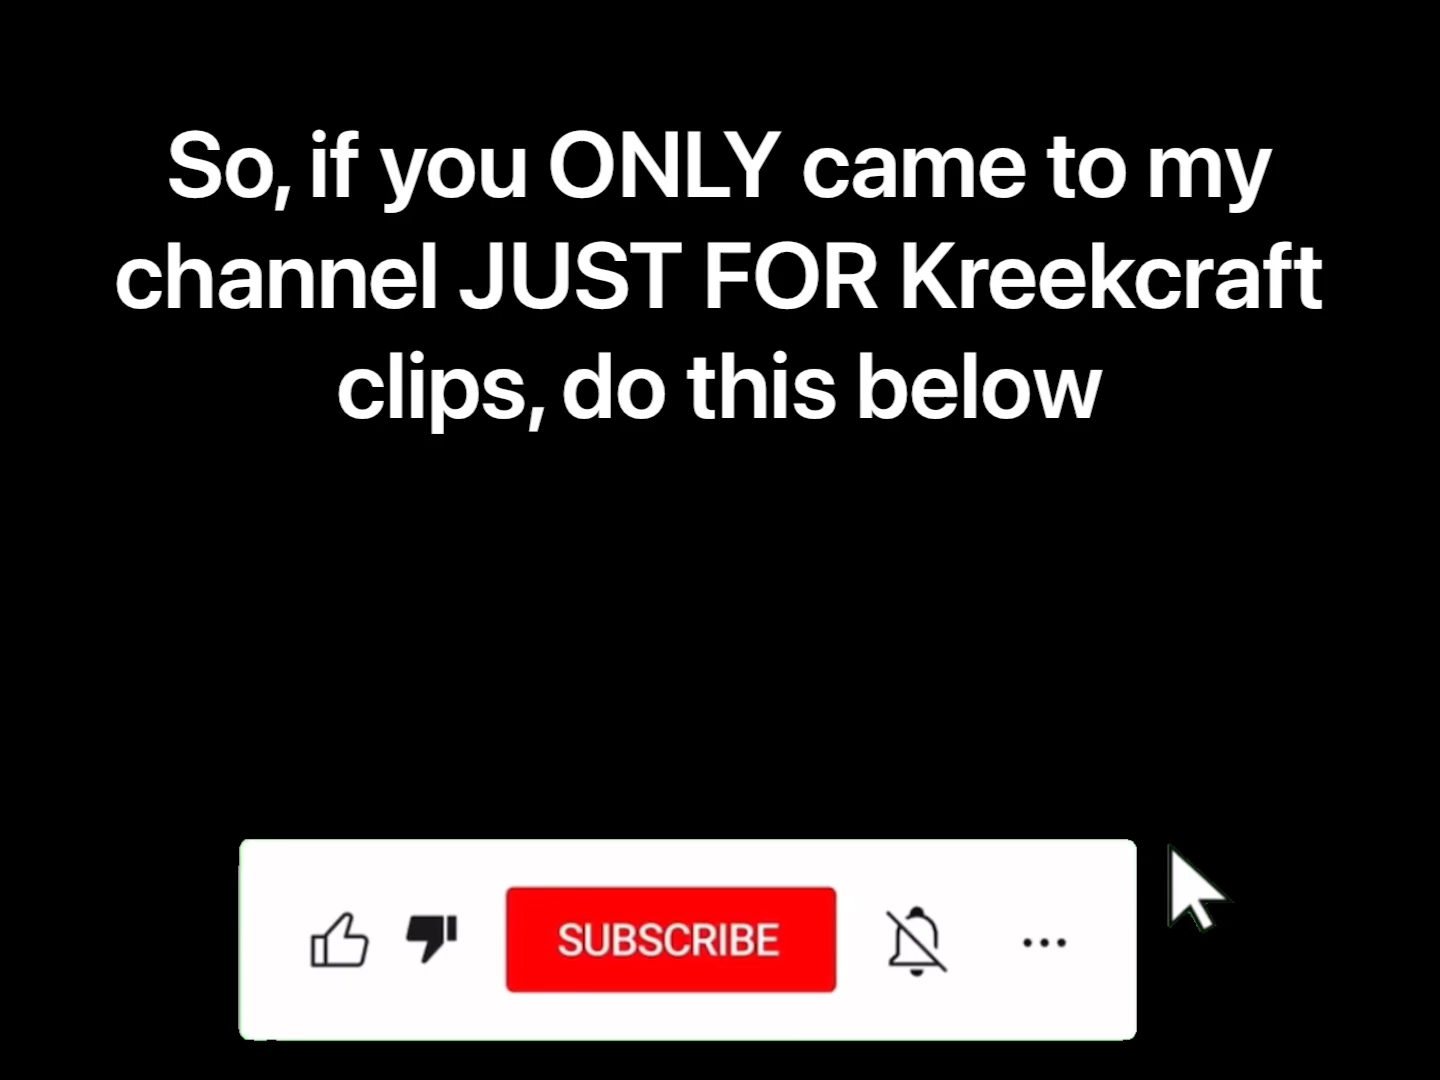 So, if you ONLY came to my
channel JUST FOR Kreekcraft
clips, do this below
SUBSCRIBE